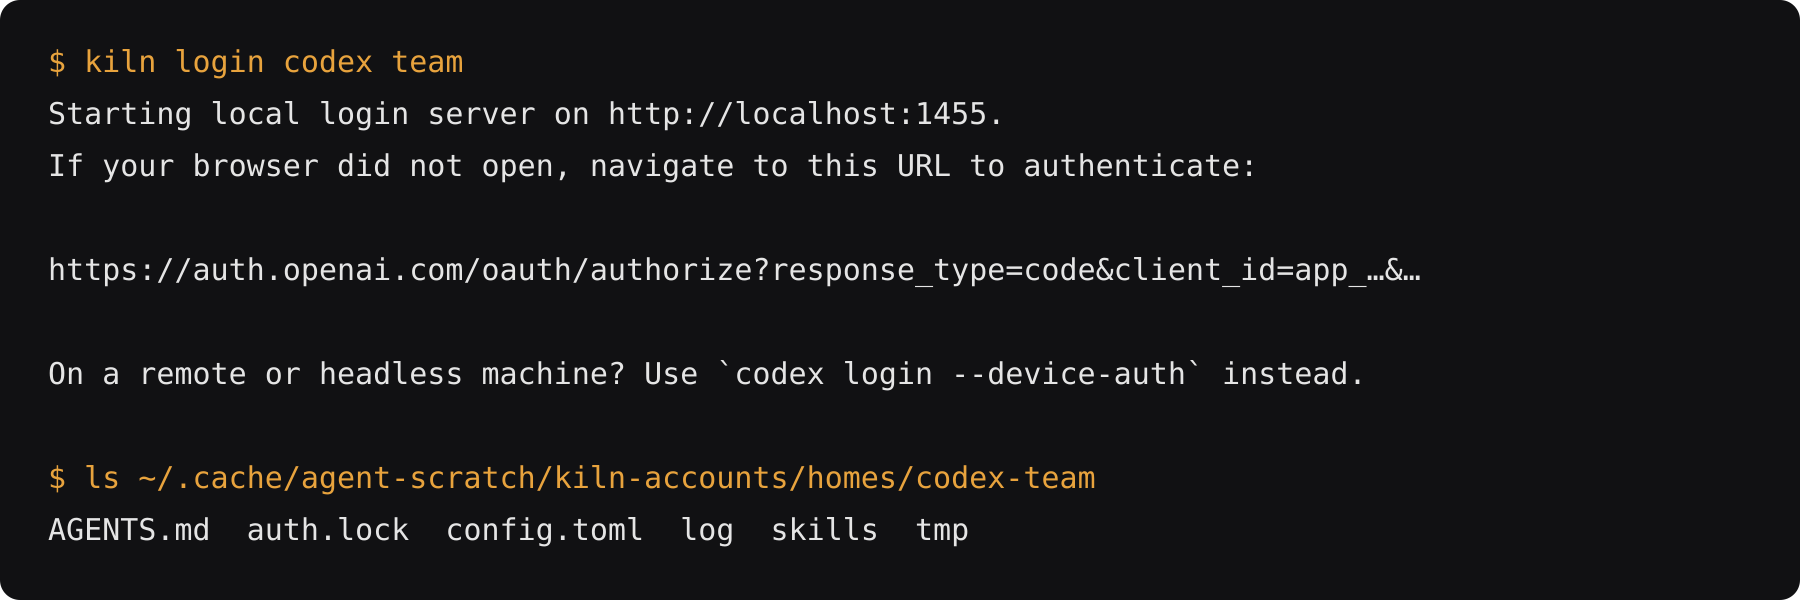 $ kiln login codex team
Starting local login server on http://localhost:1455.
If your browser did not open, navigate to this URL to authenticate:
https://auth.openai.com/oauth/authorize?response_type=code&client_id=app_…&…
On a remote or headless machine? Use `codex login --device-auth` instead.
$ ls ~/.cache/agent-scratch/kiln-accounts/homes/codex-team
AGENTS.md  auth.lock  config.toml  log  skills  tmp